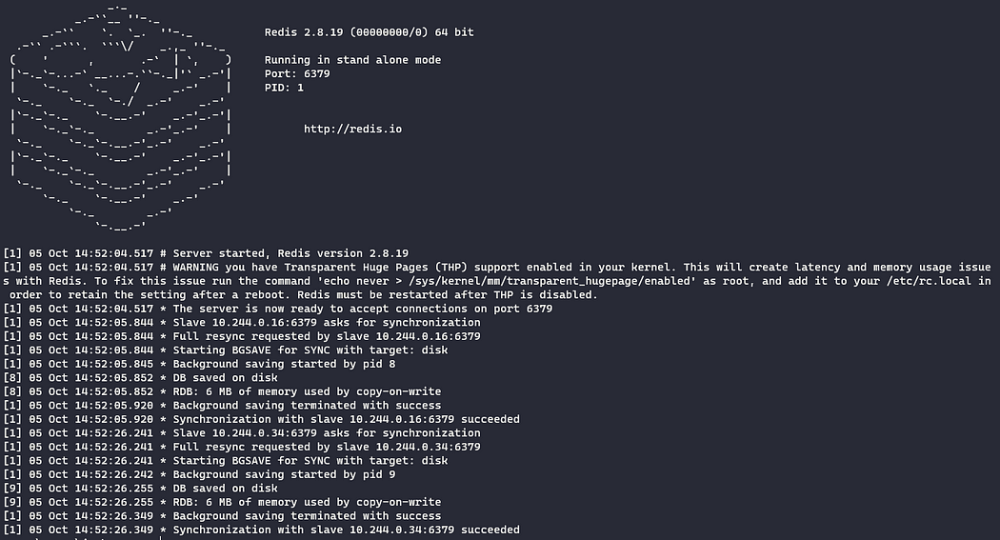 Redis 2.8.19 (00000000/0) 64 bit
Running in stand alone mode
Port: 6379
PID: 1
http://redis.io
[1] 05 Oct 14:52:04.517 # Server started, Redis version 2.8.19
[1] 05 Oct 14:52:04.517 # WARNING you have Transparent Huge Pages (THP) support enabled in your kernel. This will create latency and memory usage issue
s with Redis. To fix this issue run the command 'echo never > /sys/kernel/mm/transparent_hugepage/enabled' as root, and add it to your /etc/rc.local in
order to retain the setting after a reboot. Redis must be restarted after THP is disabled.
[1] 05 Oct 14:52:04.517 * The server is now ready to accept connections on port 6379
[1] 05 Oct 14:52:05.844 * Slave 10.244.0.16:6379 asks for synchronization
[1] 05 Oct 14:52:05.844 * Full resync requested by slave 10.244.0.16:6379
[1] 05 Oct 14:52:05.844 * Starting BGSAVE for SYNC with target: disk
[1] 05 Oct 14:52:05.845 * Background saving started by pid 8
[8] 05 Oct 14:52:05.852 * DB saved on disk
[8] 05 Oct 14:52:05.852 * RDB: 6 MB of memory used by copy-on-write
[1] 05 Oct 14:52:05.920 * Background saving terminated with success
[1] 05 Oct 14:52:05.920 * Synchronization with slave 10.244.0.16:6379 succeeded
[1] 05 Oct 14:52:26.241 * Slave 10.244.0.34:6379 asks for synchronization
[1] 05 Oct 14:52:26.241 * Full resync requested by slave 10.244.0.34:6379
[1] 05 Oct 14:52:26.241 * Starting BGSAVE for SYNC with target: disk
[1] 05 Oct 14:52:26.242 * Background saving started by pid 9
[9] 05 Oct 14:52:26.255 * DB saved on disk
[9] 05 Oct 14:52:26.255 * RDB: 6 MB of memory used by copy-on-write
[1] 05 Oct 14:52:26.349 * Background saving terminated with success
[1] 05 Oct 14:52:26.349 * Synchronization with slave 10.244.0.34:6379 succeeded